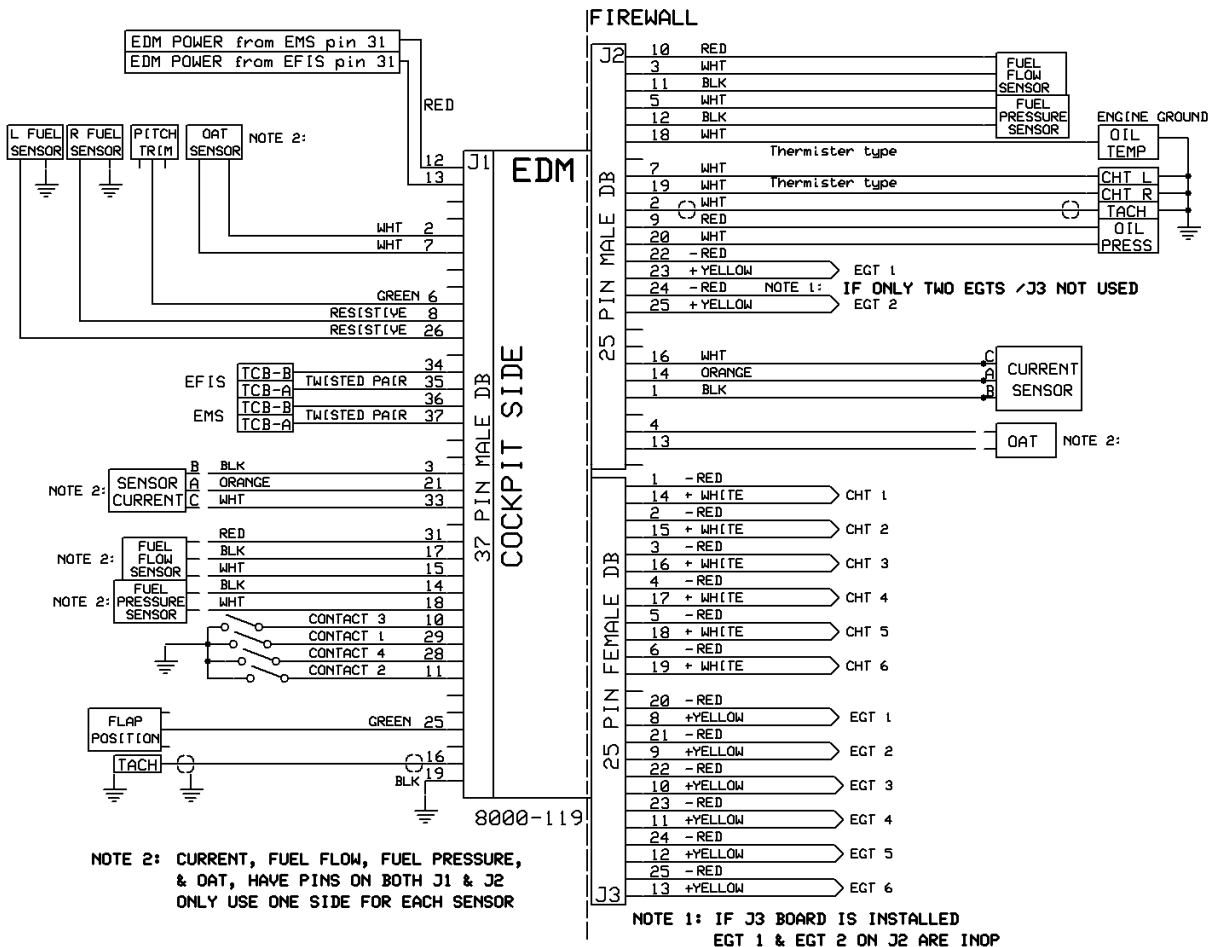 FIREWALL
EDM POWER from EMS pin 31
EDM POWER from EFIS pin 31
RED
L FUEL SENSOR
R FUEL SENSOR
PITCH TRIM
OAT SENSOR
NOTE 2:
12
13
J1
EDM
WHT 2
WHT 7
GREEN 6
RESISTIVE 8
RESISTIVE 26
EFIS
TCB-B 34
TCB-A TWISTED PAIR 35
EMS
TCB-B 36
TCB-A TWISTED PAIR 37
37 PIN MALE DB
COCKPIT SIDE
NOTE 2:
SENSOR CURRENT
B BLK 3
A ORANGE 21
C WHT 33
NOTE 2:
FUEL FLOW SENSOR
RED 31
BLK 17
WHT 15
NOTE 2:
FUEL PRESSURE SENSOR
BLK 14
WHT 18
CONTACT 3 10
CONTACT 1 29
CONTACT 4 28
CONTACT 2 11
FLAP POSITION
GREEN 25
TACH
16
BLK 19
8000-119
NOTE 2: CURRENT, FUEL FLOW, FUEL PRESSURE,
& OAT, HAVE PINS ON BOTH J1 & J2
ONLY USE ONE SIDE FOR EACH SENSOR
J2
25 PIN MALE DB
10 RED
3 WHT
11 BLK
FUEL FLOW SENSOR
5 WHT
12 BLK
FUEL PRESSURE SENSOR
18 WHT
Thermister type
ENGINE GROUND
OIL TEMP
7 WHT
CHT L
19 WHT Thermister type
CHT R
2 WHT
TACH
9 RED
20 WHT
OIL PRESS
22 -RED
23 +YELLOW EGT 1
24 -RED NOTE 1: IF ONLY TWO EGTS /J3 NOT USED
25 +YELLOW EGT 2
16 WHT C
14 ORANGE A
1 BLK B
CURRENT SENSOR
4
13
OAT
NOTE 2:
25 PIN FEMALE DB
1 -RED
14 + WHITE CHT 1
2 -RED
15 + WHITE CHT 2
3 -RED
16 + WHITE CHT 3
4 -RED
17 + WHITE CHT 4
5 -RED
18 + WHITE CHT 5
6 -RED
19 + WHITE CHT 6
20 -RED
8 +YELLOW EGT 1
21 -RED
9 +YELLOW EGT 2
22 -RED
10 +YELLOW EGT 3
23 -RED
11 +YELLOW EGT 4
24 -RED
12 +YELLOW EGT 5
25 -RED
13 +YELLOW EGT 6
J3
NOTE 1: IF J3 BOARD IS INSTALLED
EGT 1 & EGT 2 ON J2 ARE INOP